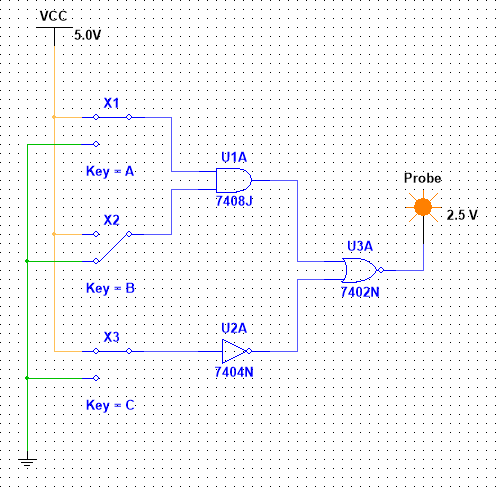 VCC
5.0V
X1
Key = A
U1A
7408J
Probe
2.5 V
X2
Key = B
U3A
7402N
X3
U2A
7404N
Key = C